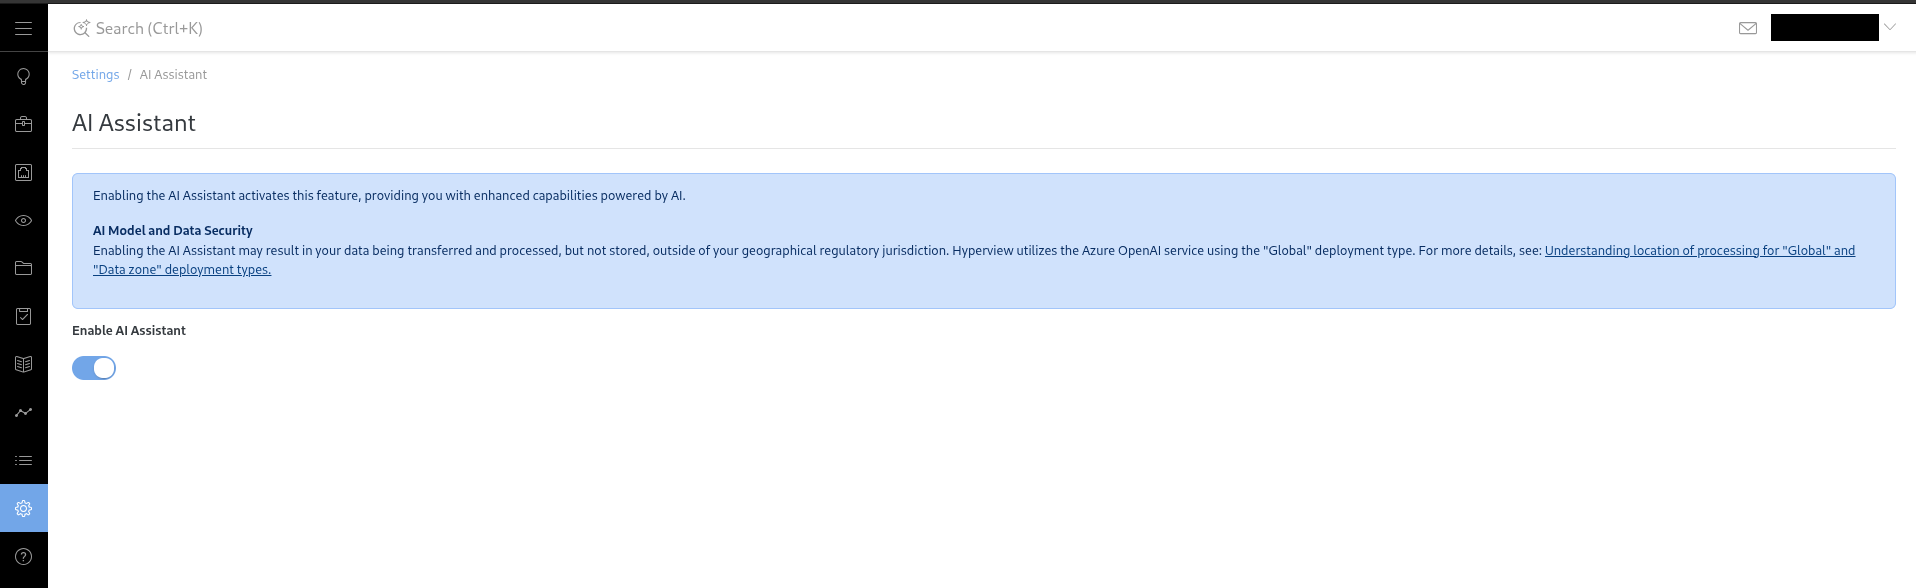 Search (Ctrl+K)
Settings / AI Assistant
AI Assistant
Enabling the AI Assistant activates this feature, providing you with enhanced capabilities powered by AI.
AI Model and Data Security
Enabling the AI Assistant may result in your data being transferred and processed, but not stored, outside of your geographical regulatory jurisdiction. Hyperview utilizes the Azure OpenAI service using the "Global" deployment type. For more details, see: Understanding location of processing for "Global" and
"Data zone" deployment types.
Enable AI Assistant